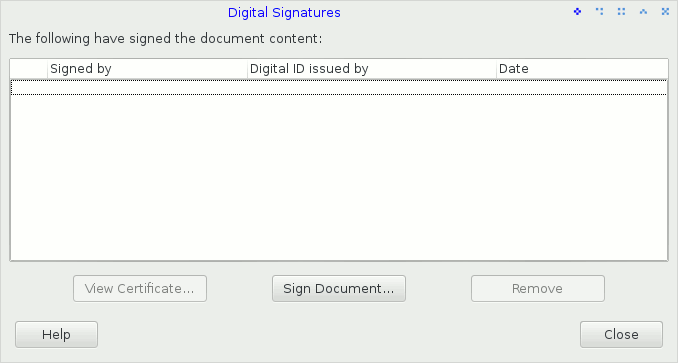 Digital Signatures
The following have signed the document content:
Signed by Digital ID issued by Date
View Certificate... Sign Document... Remove
Help Close